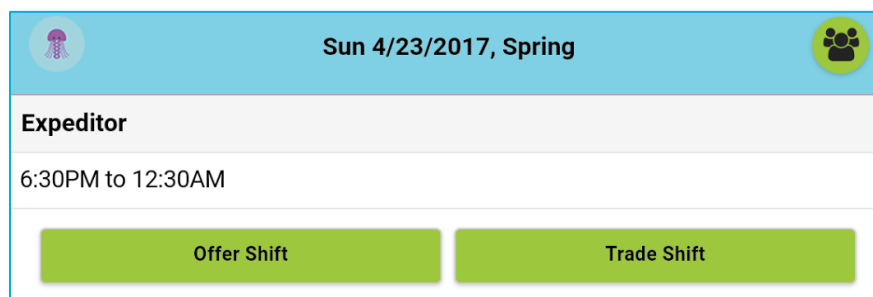 Sun 4/23/2017, Spring
Expeditor
6:30PM to 12:30AM
Offer Shift
Trade Shift